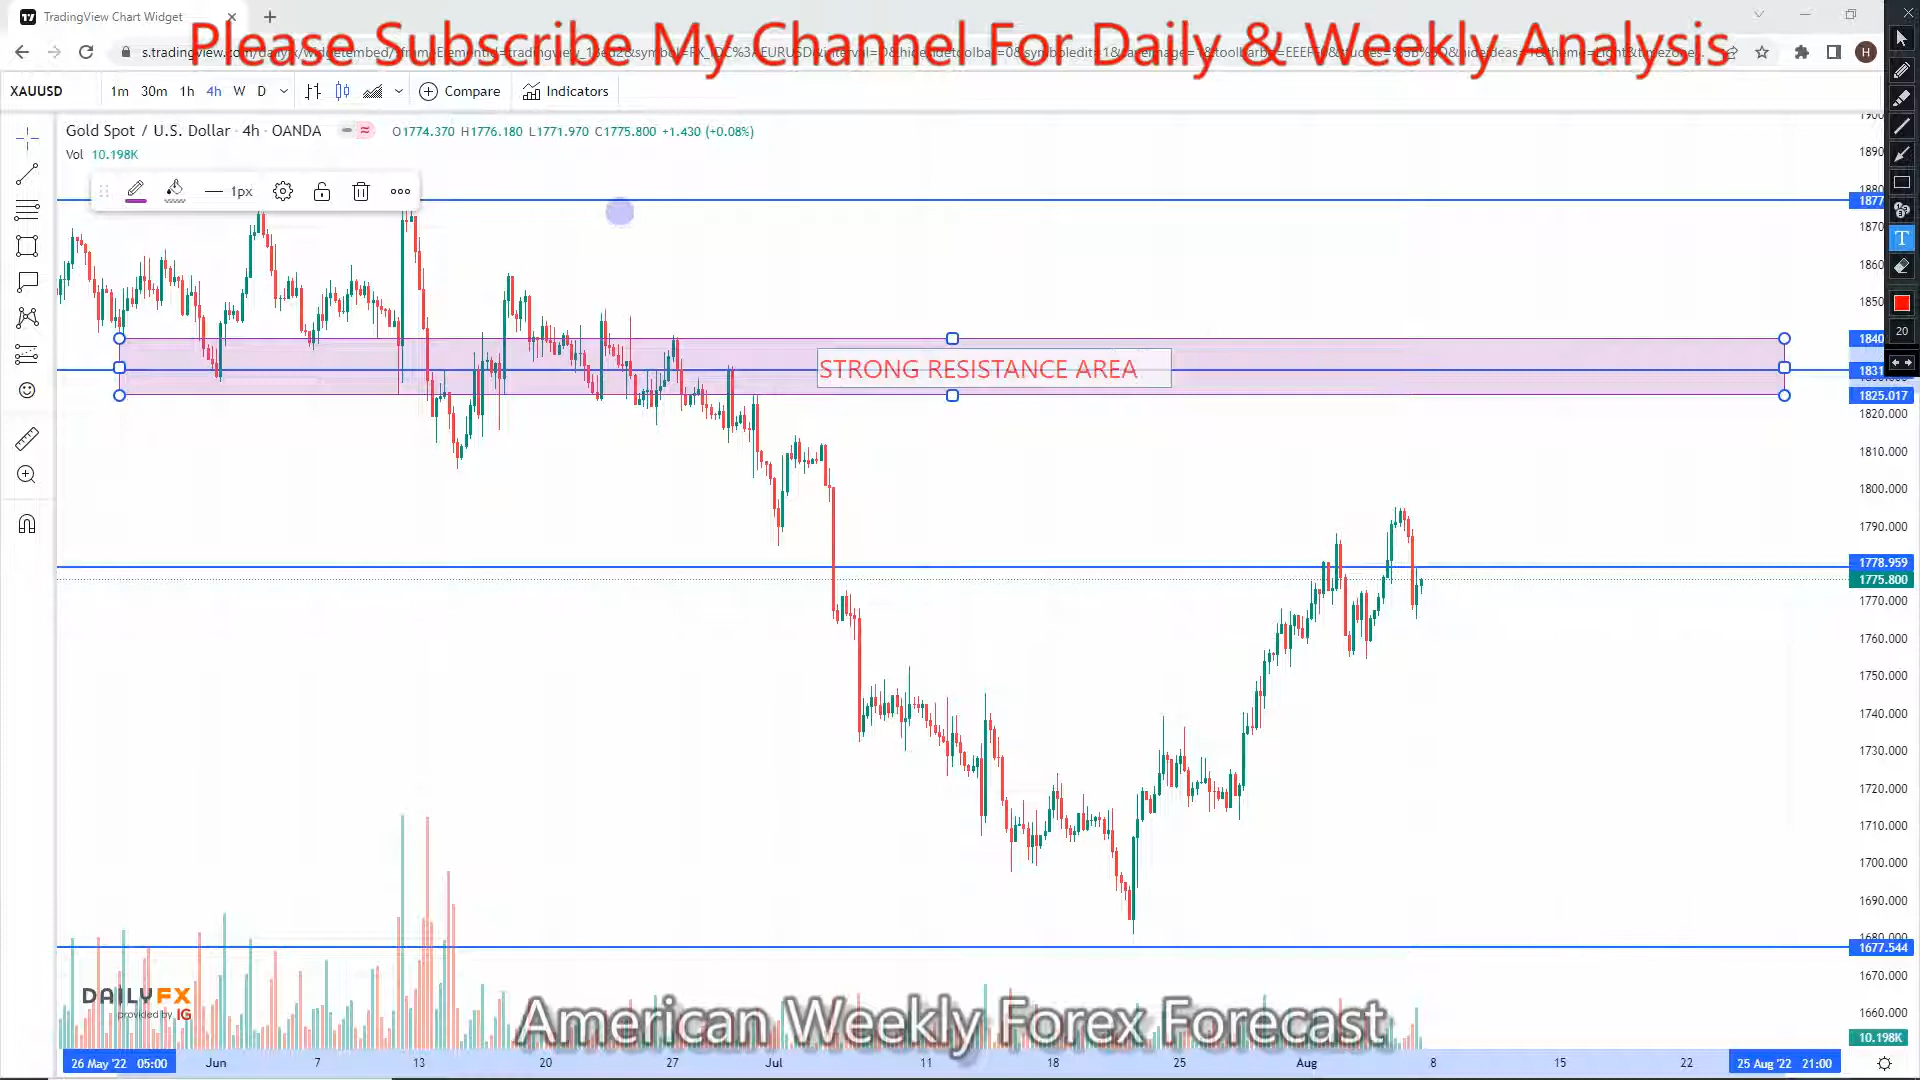 TradingView Chart Widget
Please Subscribe My Channel For Daily & Weekly Analysis
XAUUSD 1m 30m 1h 4h W D Compare Indicators
Gold Spot / U.S. Dollar · 4h · OANDA O1774.370 H1776.180 L1771.970 C1775.800 +1.430 (+0.08%)
Vol 10.198K
1px
1890
1877
1870
1860
1850
1840
STRONG RESISTANCE AREA
1831
1825.017
1820.000
1810.000
1800.000
1790.000
1778.959
1775.800
1770.000
1760.000
1750.000
1740.000
1730.000
1720.000
1710.000
1700.000
1690.000
1680.000
1677.544
1670.000
1660.000
10.198K
T
20
H
DAILYFX
provided by IG
American Weekly Forex Forecast
26 May '22 05:00 Jun 7 13 20 27 Jul 11 18 25 Aug 8 15 22 25 Aug '22 21:00